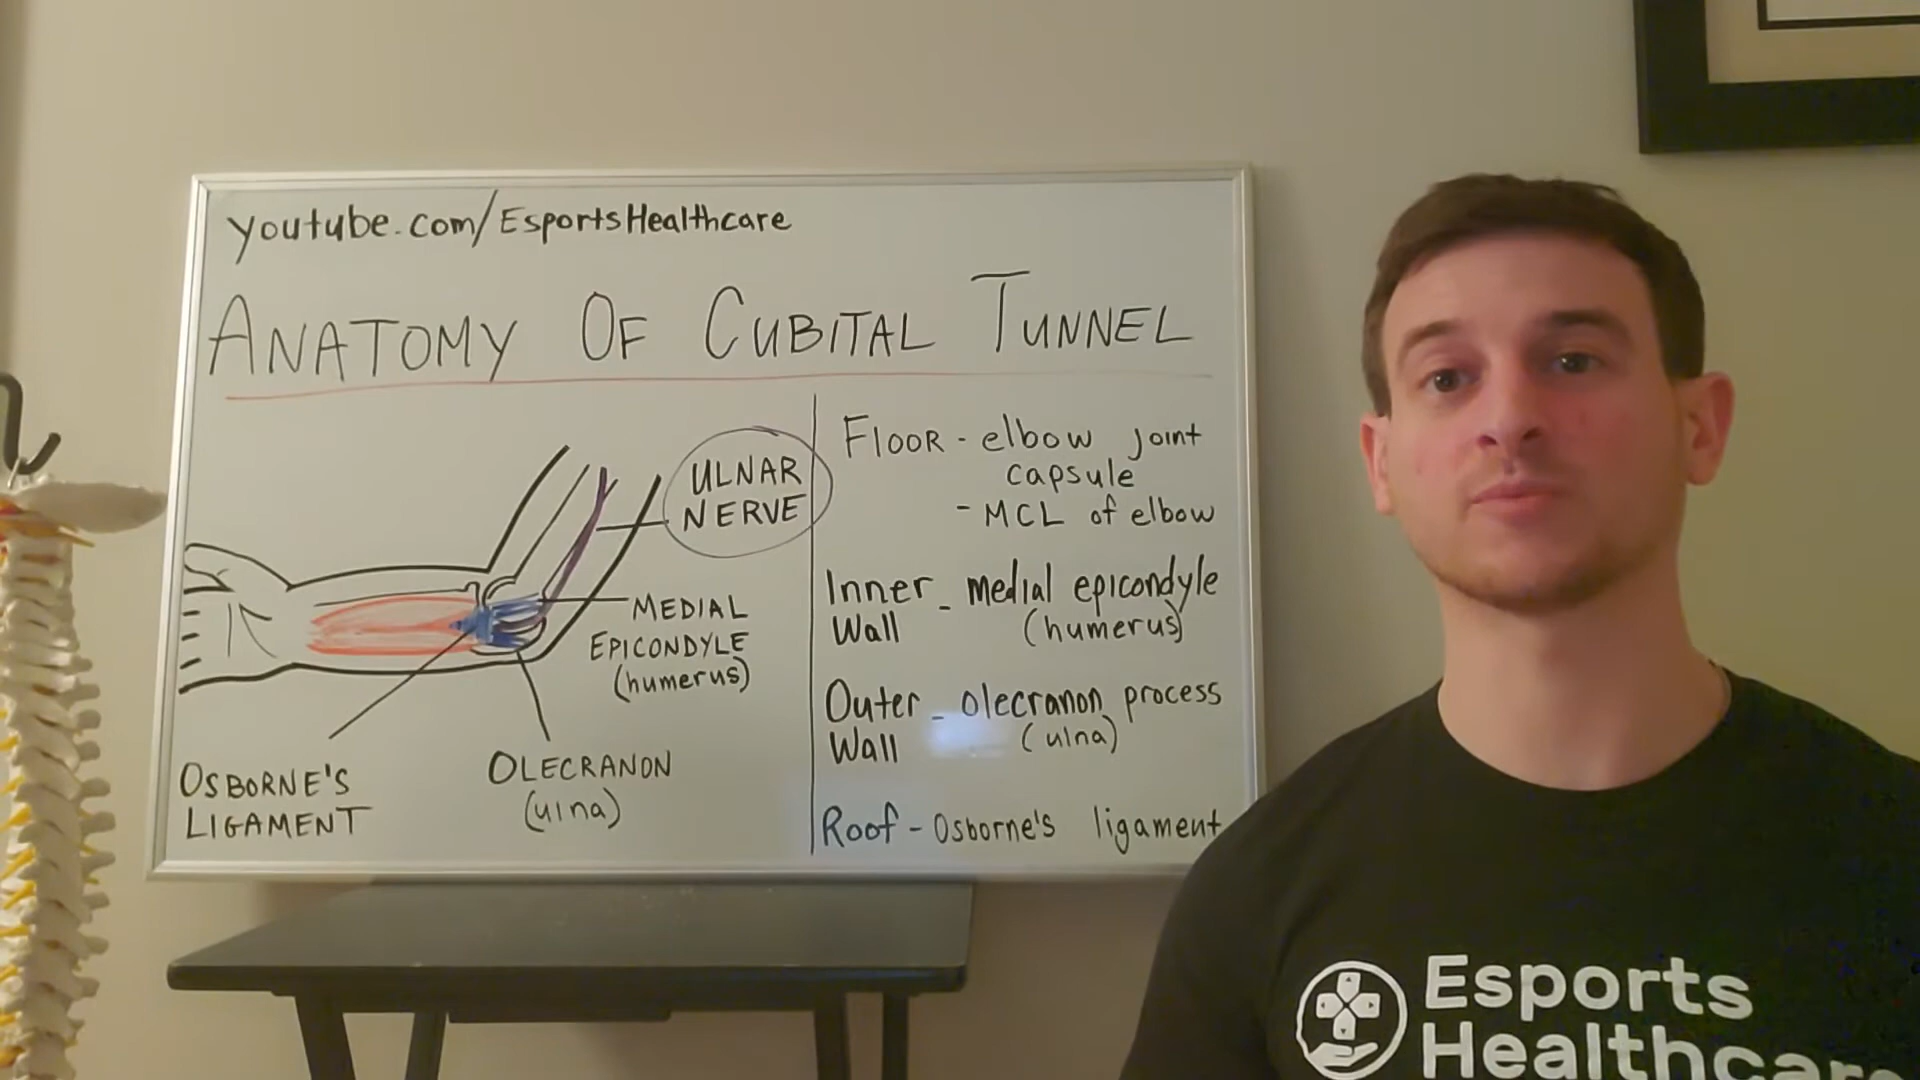 youtube.com/EsportsHealthcare
ANATOMY OF CUBITAL TUNNEL
ULNAR
NERVE
MEDIAL
EPICONDYLE
(humerus)
OSBORNE'S
LIGAMENT
OLECRANON
(ulna)
FLOOR - elbow joint
capsule
- MCL of elbow
Inner - medial epicondyle
Wall (humerus)
Outer - olecranon process
Wall (ulna)
Roof - Osborne's ligament
Esports
Healthcare